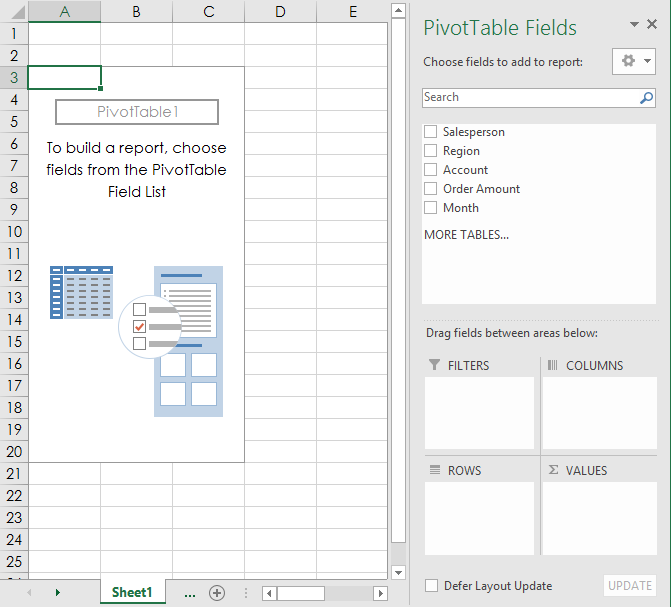 A B C D E
1
2
3
4
5
6
7
8
9
10
11
12
13
14
15
16
17
18
19
20
21
22
23
24
25
PivotTable1
To build a report, choose
fields from the PivotTable
Field List
Sheet1 ...
PivotTable Fields
Choose fields to add to report:
Search
Salesperson
Region
Account
Order Amount
Month
MORE TABLES...
Drag fields between areas below:
FILTERS
COLUMNS
ROWS
Σ VALUES
Defer Layout Update
UPDATE